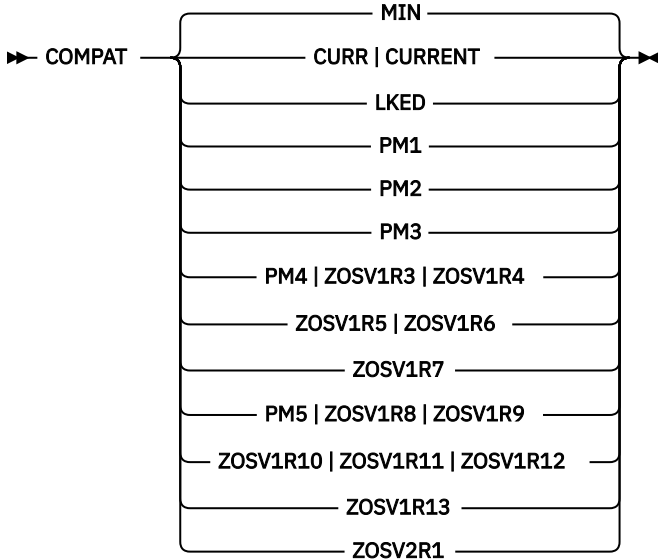 MIN
COMPAT CURR | CURRENT
LKED
PM1
PM2
PM3
PM4 | ZOSV1R3 | ZOSV1R4
ZOSV1R5 | ZOSV1R6
ZOSV1R7
PM5 | ZOSV1R8 | ZOSV1R9
ZOSV1R10 | ZOSV1R11 | ZOSV1R12
ZOSV1R13
ZOSV2R1